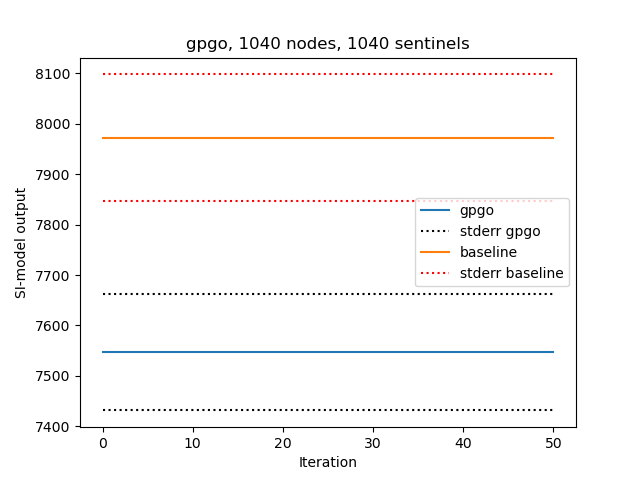 gpgo, 1040 nodes, 1040 sentinels
SI-model output
8100
8000
7900
7800
7700
7600
7500
7400
gpgo
stderr gpgo
baseline
stderr baseline
0 10 20 30 40 50
Iteration